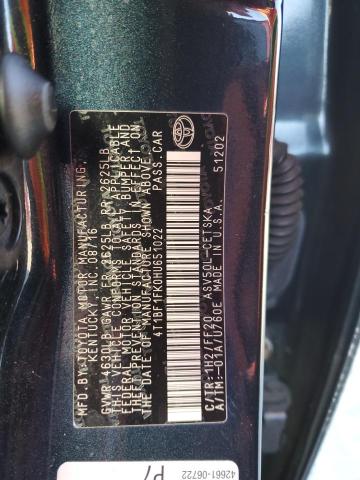 MFD.BY:TOYOTA MOTOR MANUFACTURING,
KENTUCKY,INC. 08/16
GVWR 4630LB GAWR FR 2625LB RR 2625LB
THIS VEHICLE CONFORMS TO ALL APPLICABLE
FEDERAL MOTOR VEHICLE SAFETY, BUMPER, AND
THEFT PREVENTION STANDARDS IN EFFECT ON
THE DATE OF MANUFACTURE SHOWN ABOVE.
4T1BF1FK0HU651022 PASS.CAR
C/TR:1H2/FF20 ASV50L-CETSKA
A/TM:-01A/U760E MADE IN U.S.A.
51202
42661-06722